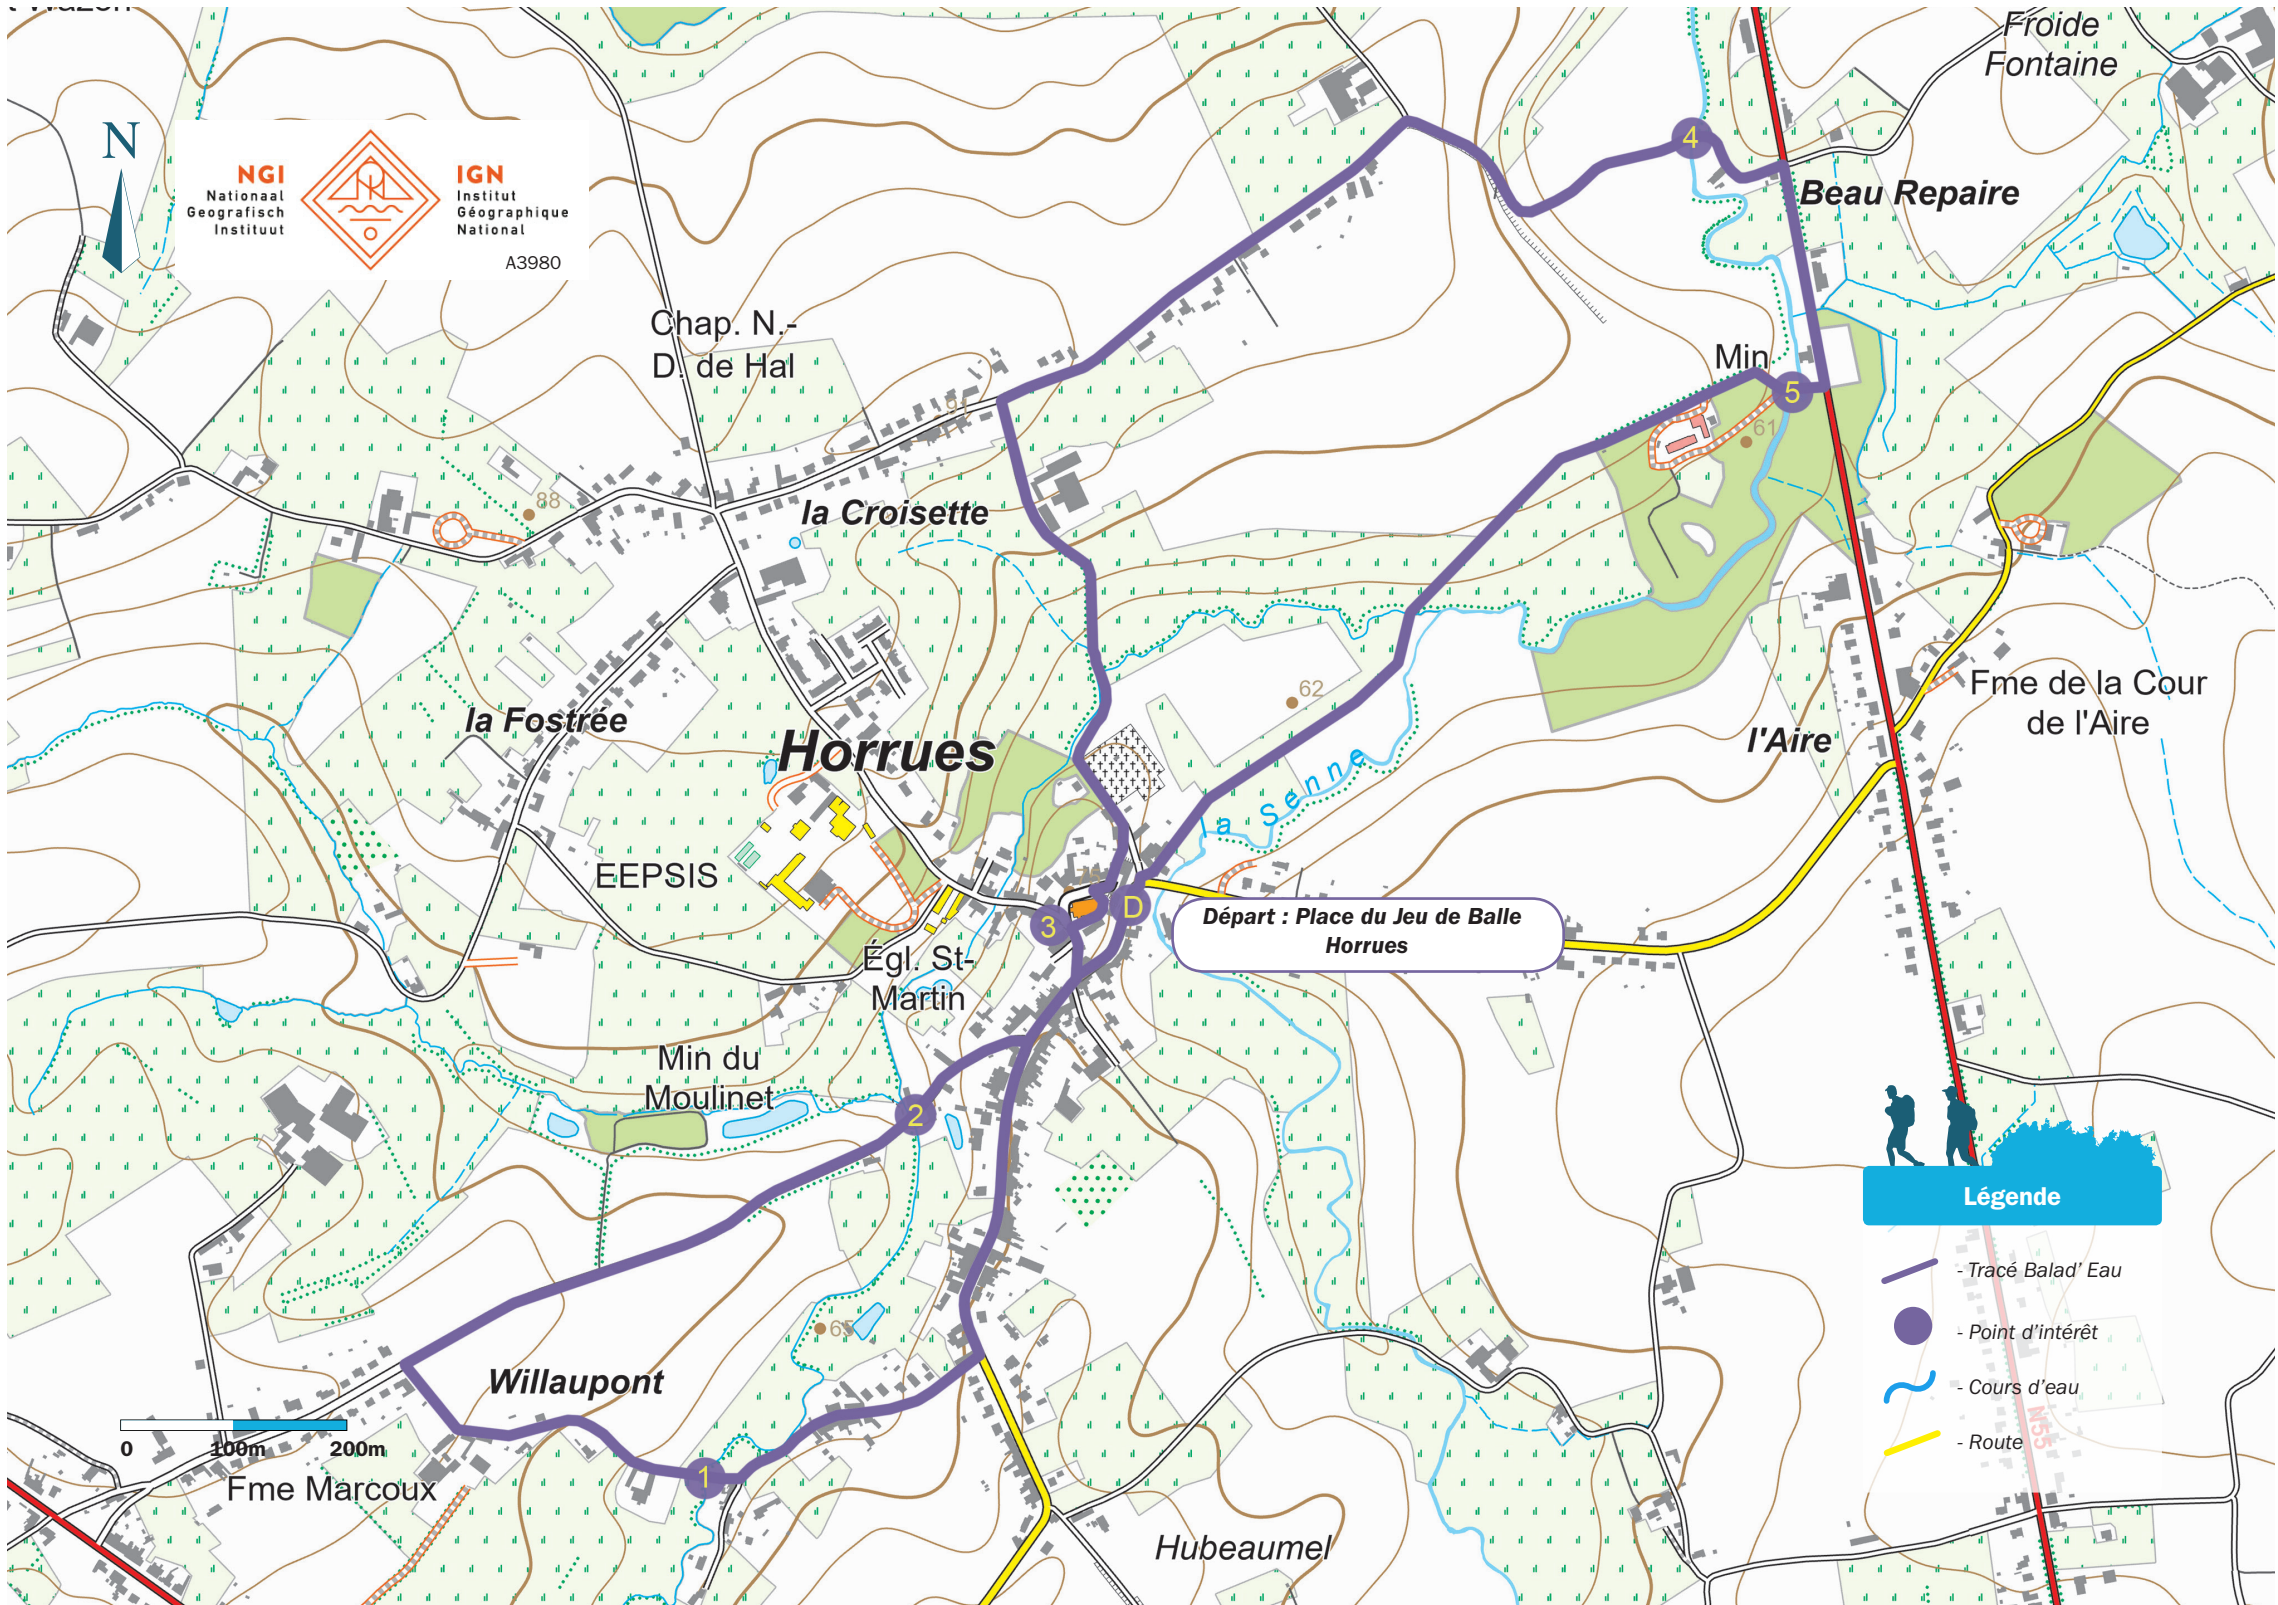 Froide
Fontaine
N
NGI
Nationaal
Geografisch
Instituut
IGN
Institut
Géographique
National
A3980
4
Beau Repaire
Chap. N.-
D. de Hal
Min
5
91
61
88
la Croisette
62
Fme de la Cour
de l'Aire
la Fostrée
Horrues
l'Aire
la Senne
EEPSIS
D
3
Départ : Place du Jeu de Balle
Horrues
Égl. St-
Martin
Min du
Moulinet
2
Légende
- Tracé Balad' Eau
65
- Point d'intérêt
Willaupont
- Cours d'eau
N55
0 100m 200m
- Route
1
Fme Marcoux
Hubeaumel